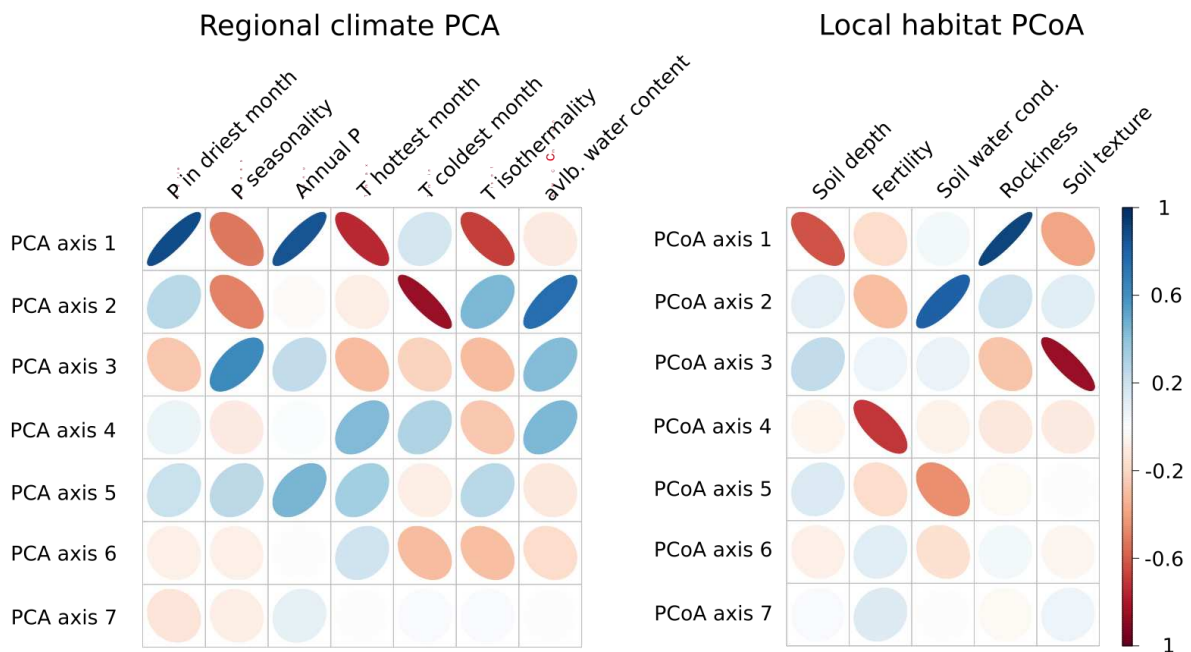 Regional climate PCA
Local habitat PCoA
P in driest month
P seasonality
Annual P
T hottest month
T coldest month
T isothermality
avlb. water content
Soil depth
Fertility
Soil water cond.
Rockiness
Soil texture
PCA axis 1
PCA axis 2
PCA axis 3
PCA axis 4
PCA axis 5
PCA axis 6
PCA axis 7
PCoA axis 1
PCoA axis 2
PCoA axis 3
PCoA axis 4
PCoA axis 5
PCoA axis 6
PCoA axis 7
1
0.6
0.2
-0.2
-0.6
1